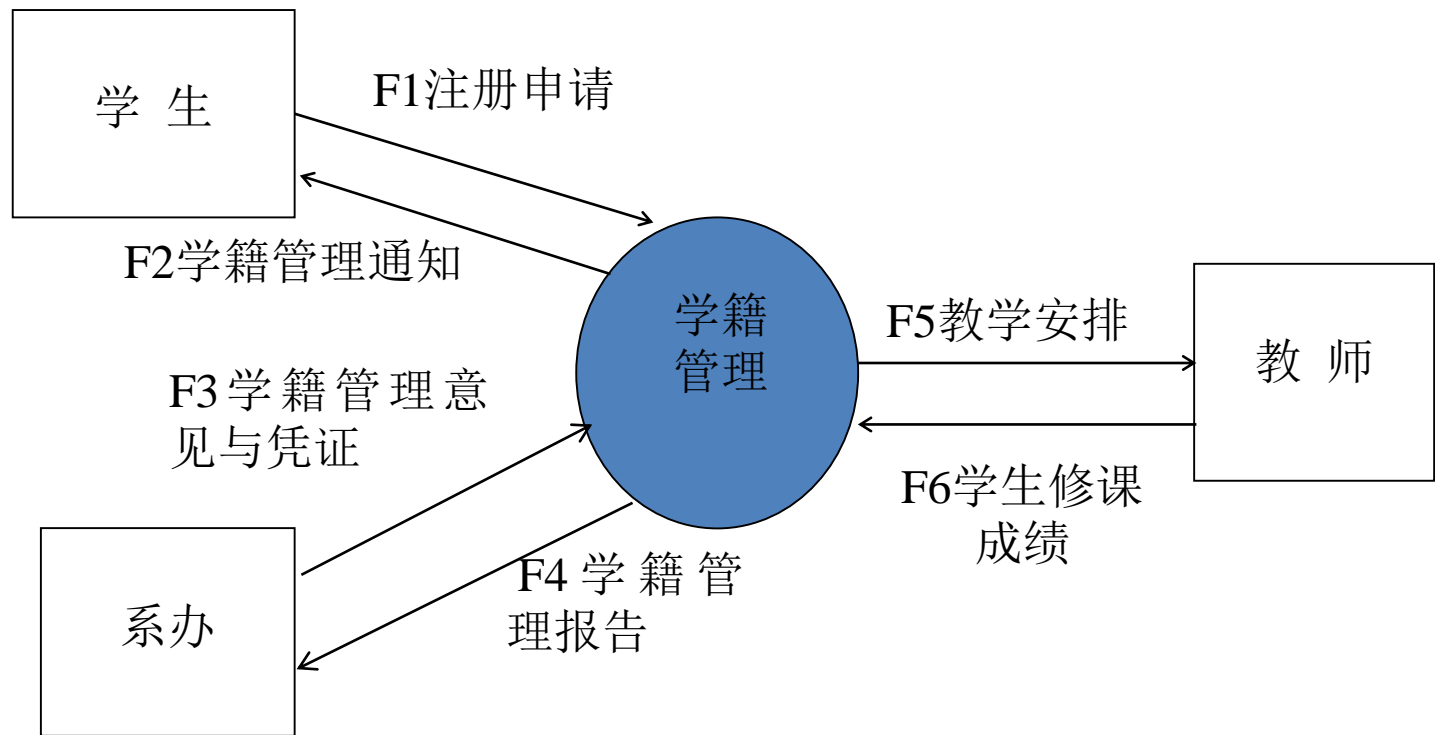 学 生
F1注册申请
F2学籍管理通知
学籍
管理
F5教学安排
教 师
F3学籍管理意
见与凭证
F6学生修课
成绩
F4学籍管
理报告
系办